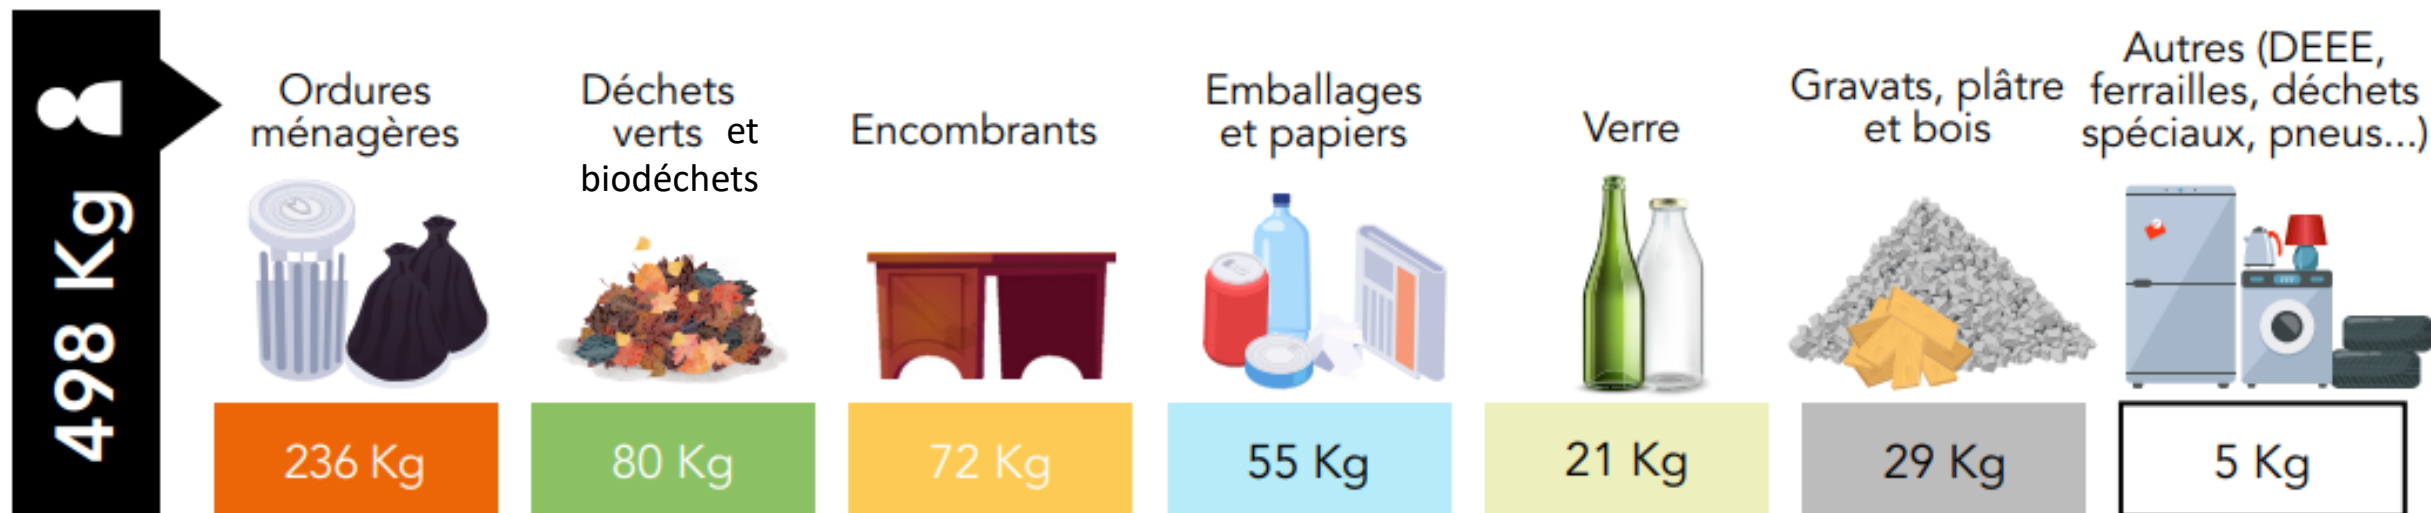 498 Kg
Ordures
ménagères
236 Kg
Déchets
verts et
biodéchets
80 Kg
Encombrants
72 Kg
Emballages
et papiers
55 Kg
Verre
21 Kg
Gravats, plâtre
et bois
29 Kg
Autres (DEEE,
ferrailles, déchets
spéciaux, pneus...)
5 Kg